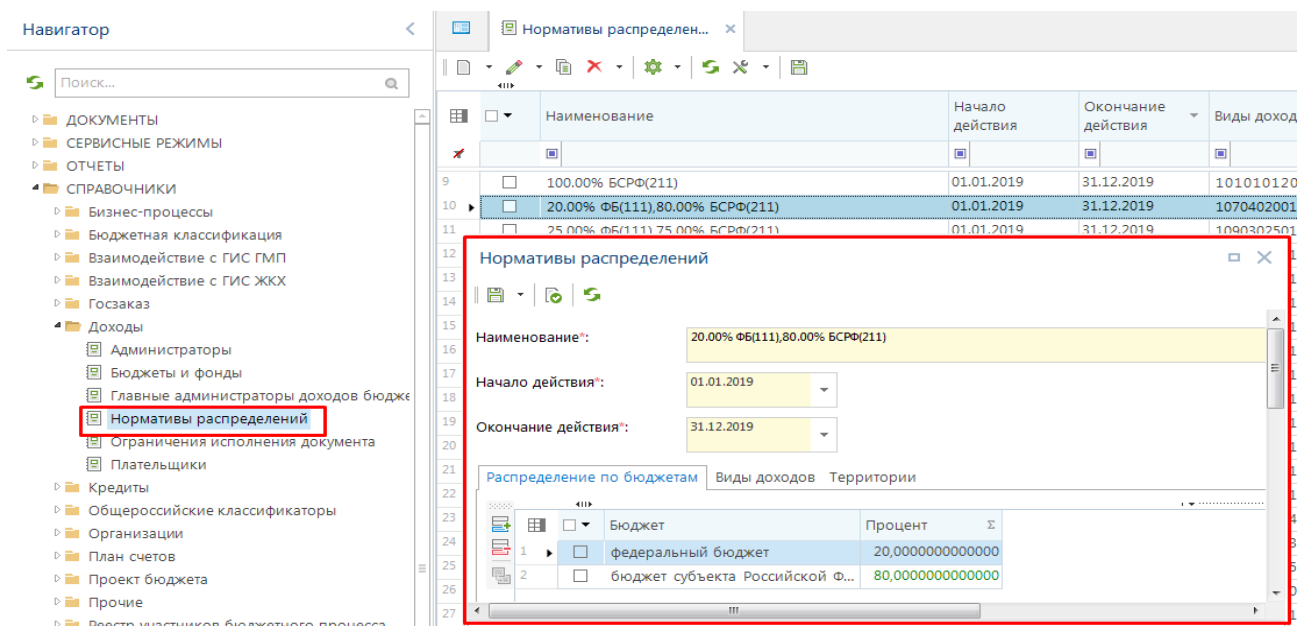 Навигатор
Поиск...
ДОКУМЕНТЫ
СЕРВИСНЫЕ РЕЖИМЫ
ОТЧЕТЫ
СПРАВОЧНИКИ
Бизнес-процессы
Бюджетная классификация
Взаимодействие с ГИС ГМП
Взаимодействие с ГИС ЖКХ
Госзаказ
Доходы
Администраторы
Бюджеты и фонды
Главные администраторы доходов бюдже
Нормативы распределений
Ограничения исполнения документа
Плательщики
Кредиты
Общероссийские классификаторы
Организации
План счетов
Проект бюджета
Прочие
Реестр участников бюджетного процесса
Нормативы распределен...
Наименование Начало действия Окончание действия Виды доход
9 100.00% БСРФ(211) 01.01.2019 31.12.2019 101010120
10 20.00% ФБ(111),80.00% БСРФ(211) 01.01.2019 31.12.2019 1070402001
11 25.00% ФБ(111),75.00% БСРФ(211) 01.01.2019 31.12.2019 1090302501
12
13
14
15
16
17
18
19
20
21
22
23
24
25
26
27
Нормативы распределений
Наименование*: 20.00% ФБ(111),80.00% БСРФ(211)
Начало действия*: 01.01.2019
Окончание действия*: 31.12.2019
Распределение по бюджетам Виды доходов Территории
Бюджет Процент Σ
1 федеральный бюджет 20,0000000000000
2 бюджет субъекта Российской Ф... 80,0000000000000